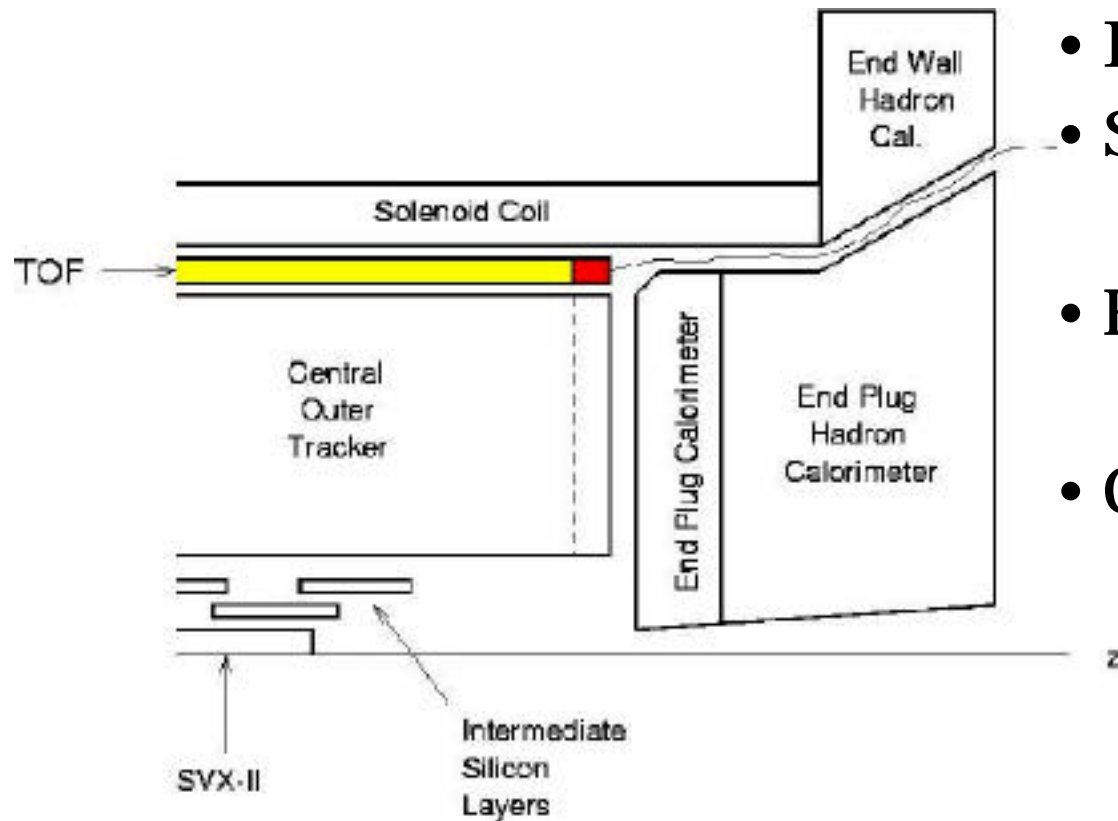 End Wall
Hadron
Cal.
Solenoid Coil
TOF
Central
Outer
Tracker
End Plug Calorimeter
End Plug
Hadron
Calorimeter
z
SVX-II
Intermediate
Silicon
Layers